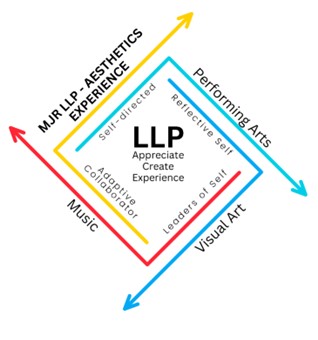 MJR LLP - AESTHETICS
EXPERIENCE
Performing Arts
Self-directed
Reflective Self
LLP
Appreciate
Create
Experience
Adaptive
Collaborator
Leaders of Self
Music
Visual Art